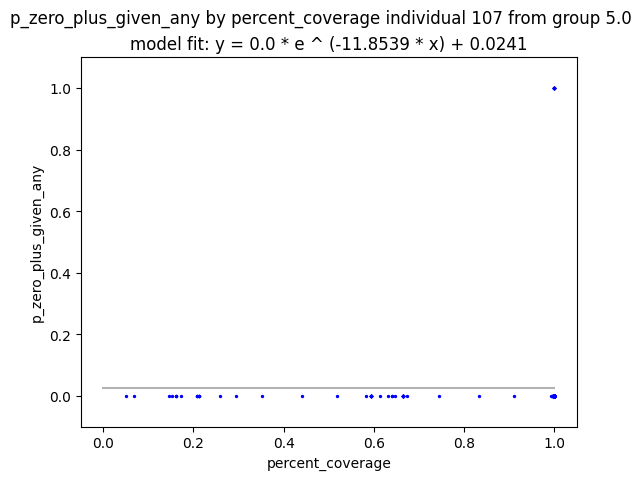 p_zero_plus_given_any by percent_coverage individual 107 from group 5.0
model fit: y = 0.0 * e ^ (-11.8539 * x) + 0.0241
p_zero_plus_given_any
1.0
0.8
0.6
0.4
0.2
0.0
0.0 0.2 0.4 0.6 0.8 1.0
percent_coverage